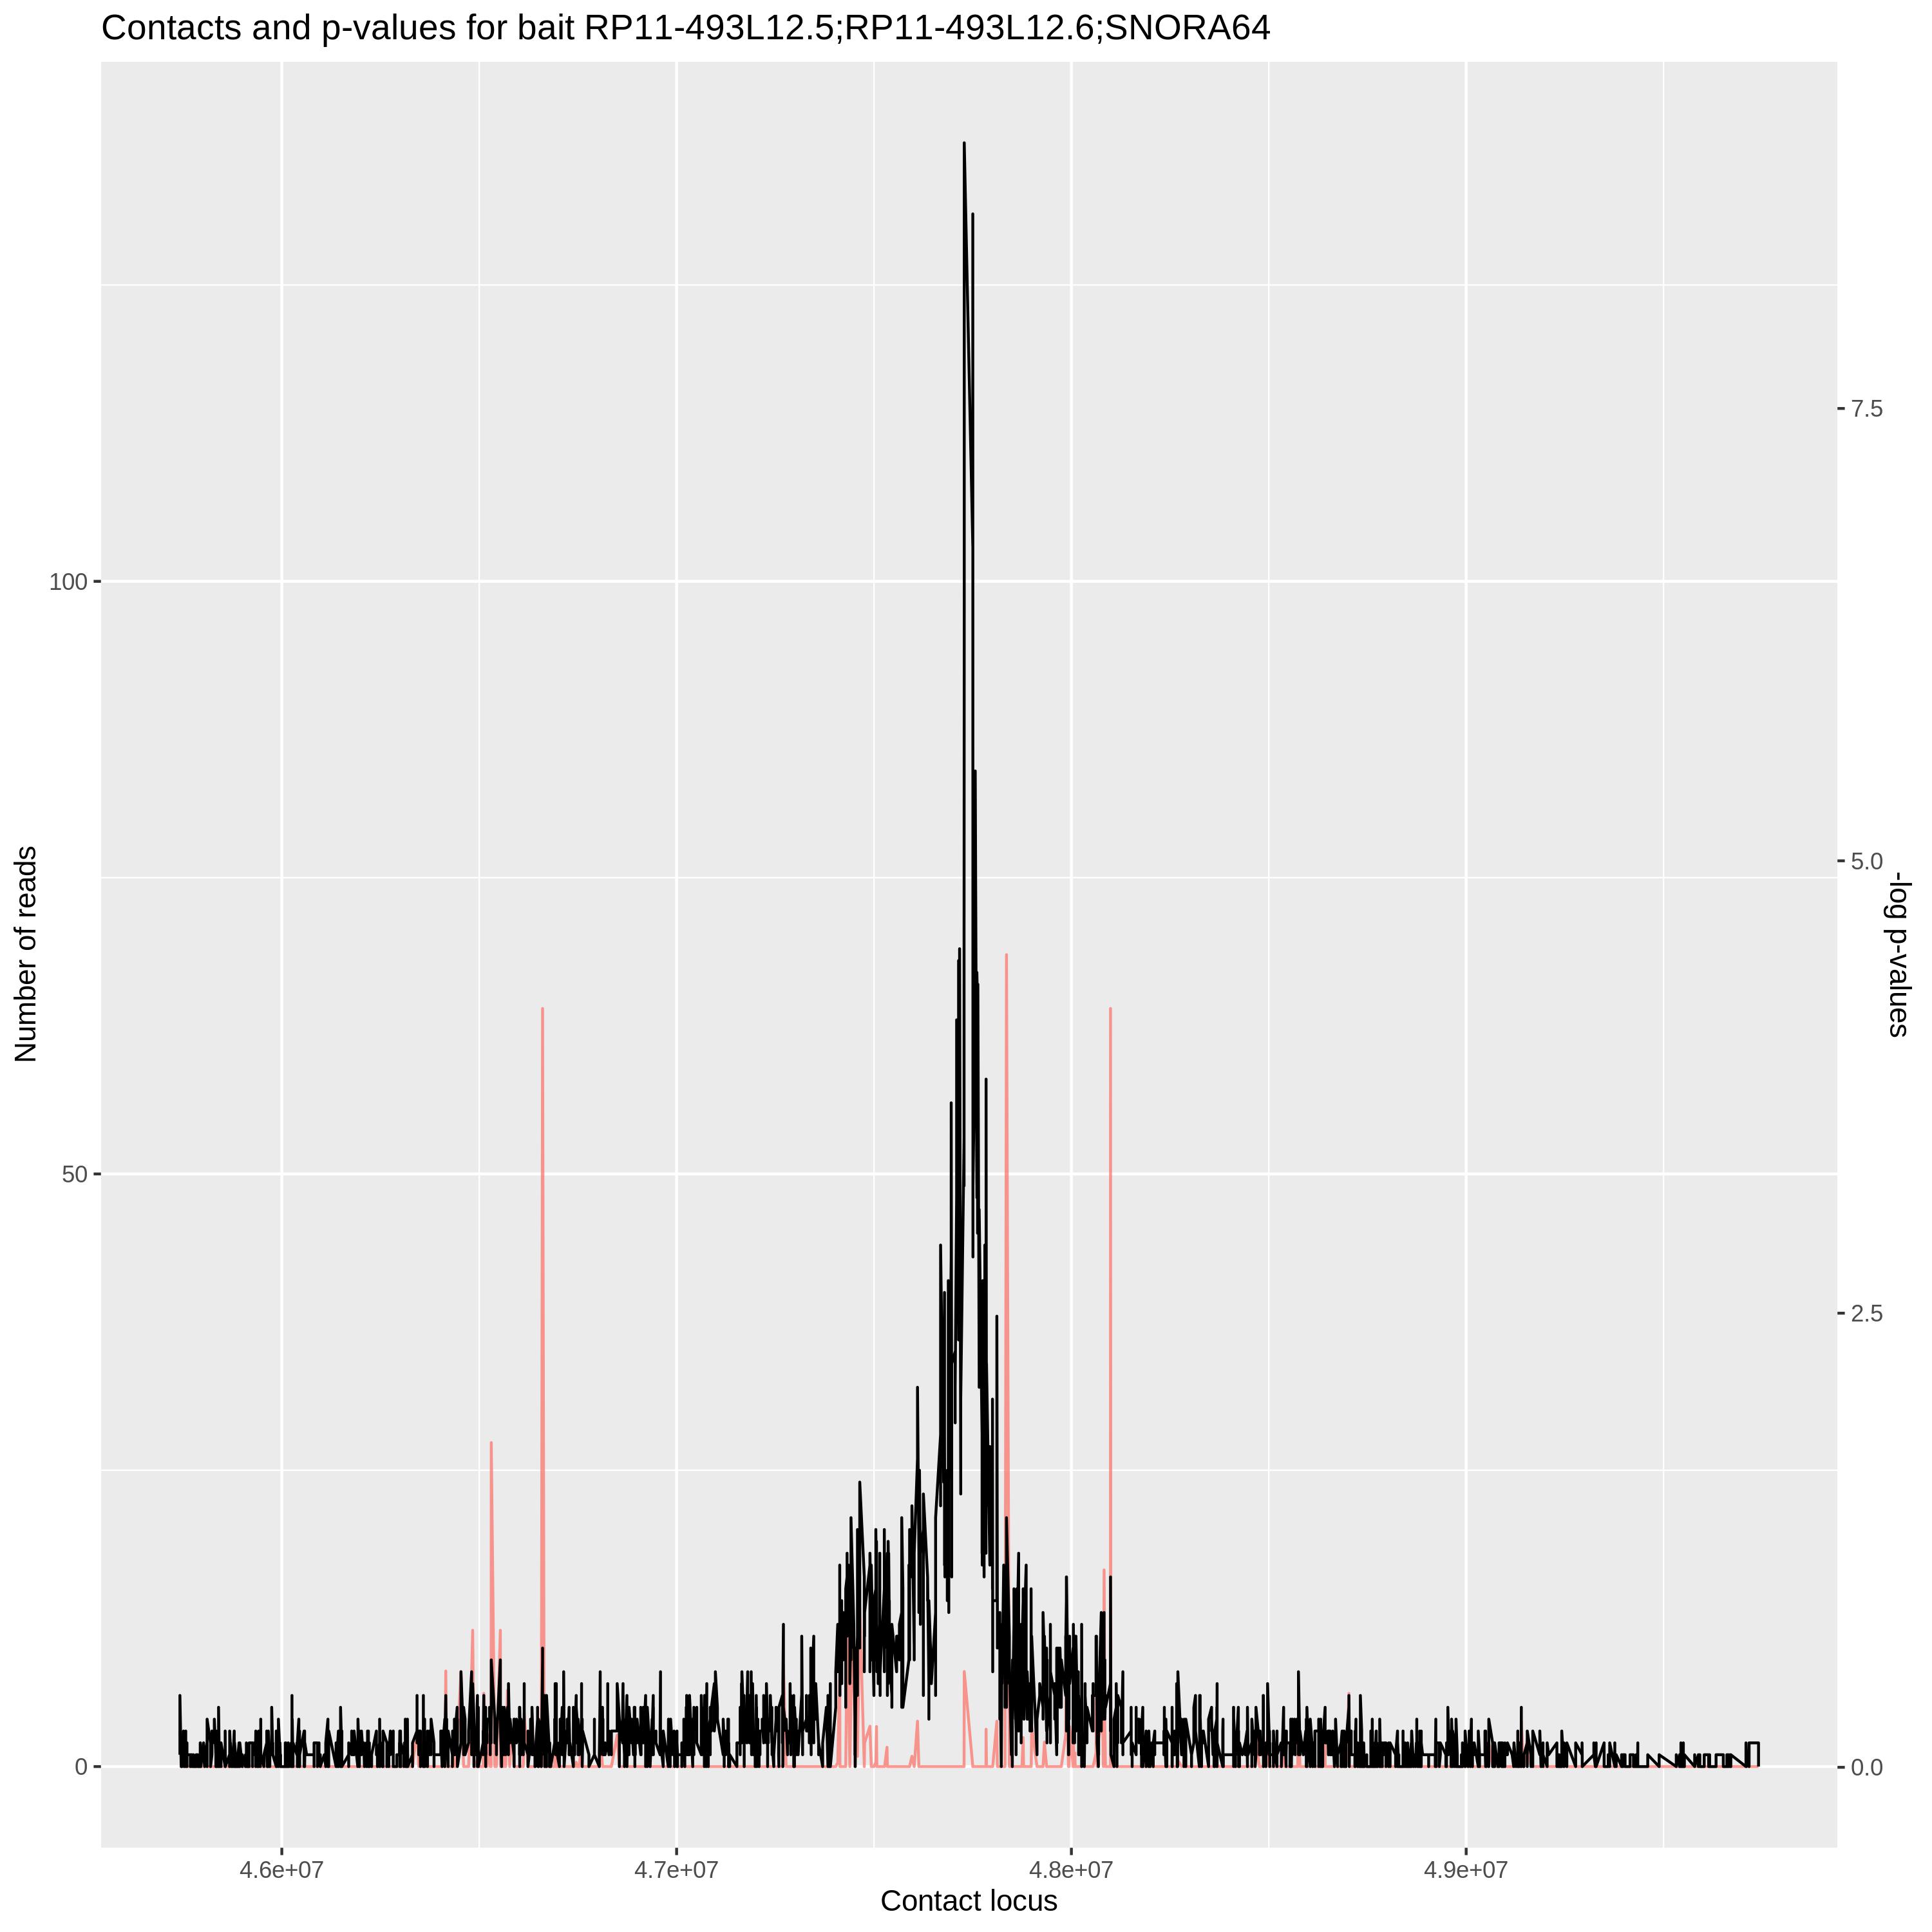 Contacts and p-values for bait RP11-493L12.5;RP11-493L12.6;SNORA64
Number of reads
100
50
0
7.5
5.0
2.5
0.0
-log p-values
4.6e+07 4.7e+07 4.8e+07 4.9e+07
Contact locus